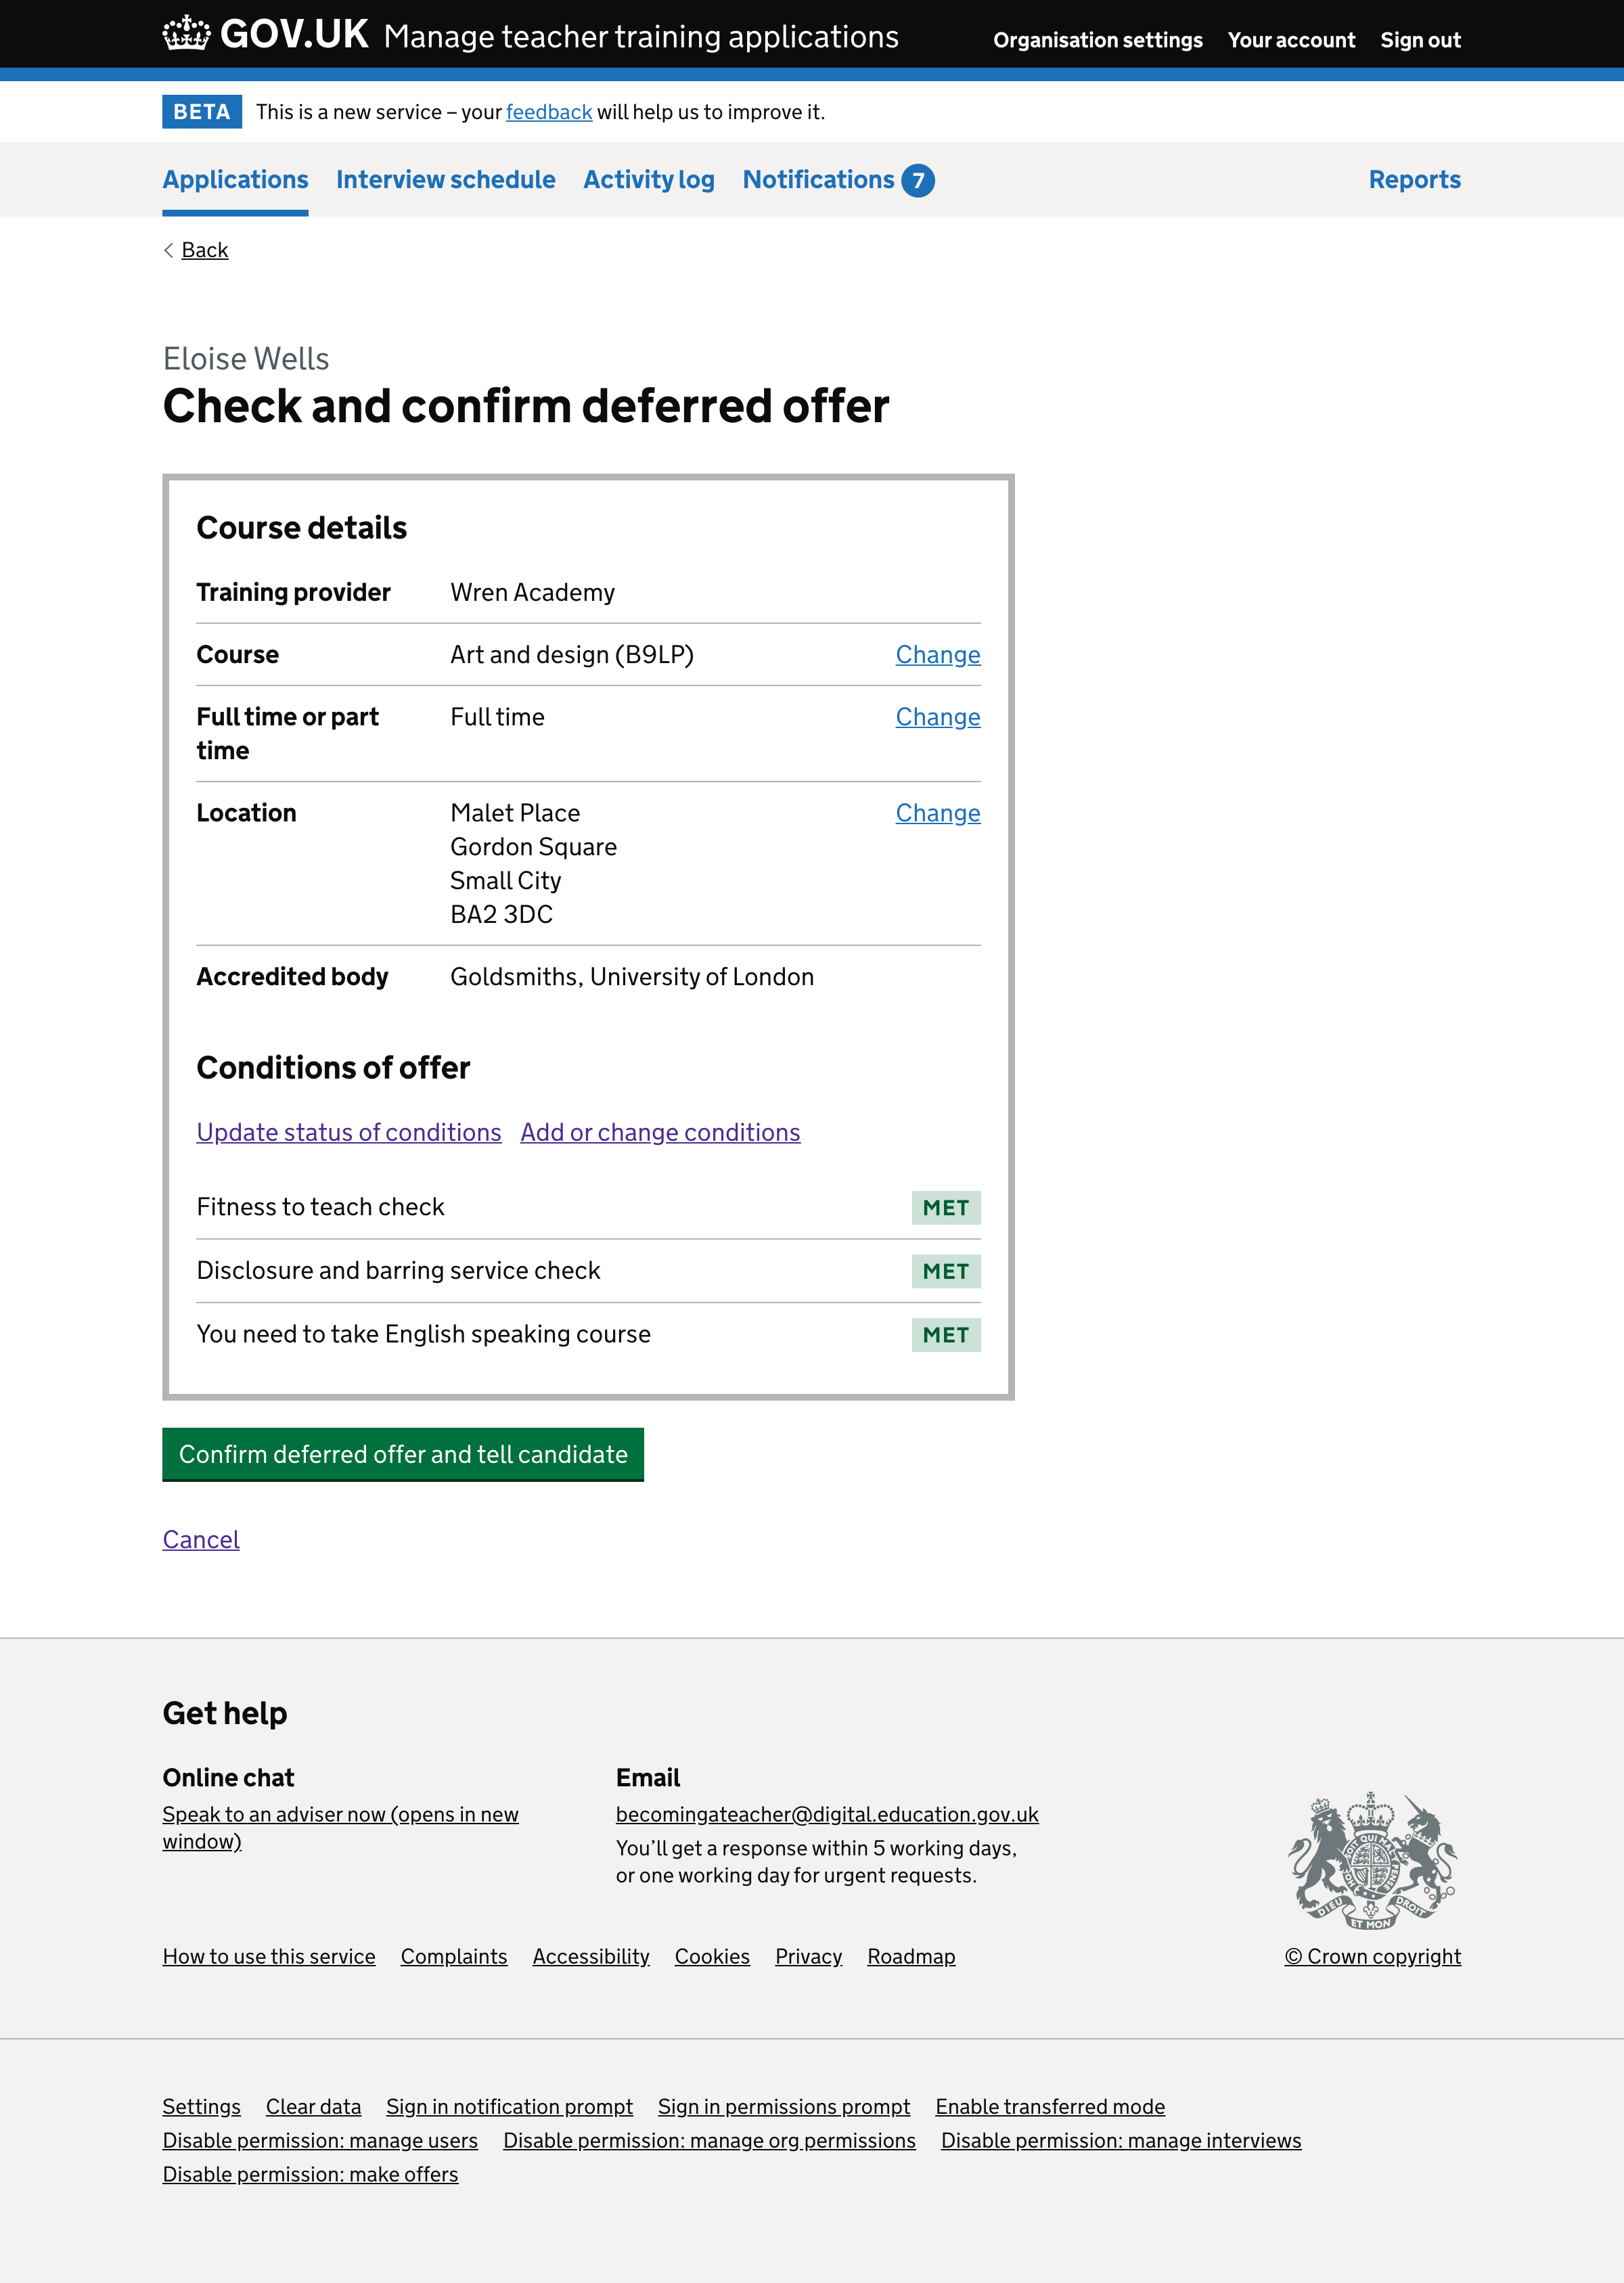 GOV.UK Manage teacher training applications Organisation settings Your account Sign out
BETA This is a new service – your feedback will help us to improve it.
Applications Interview schedule Activity log Notifications 7 Reports
Back
Eloise Wells
Check and confirm deferred offer
Course details
Training provider Wren Academy
Course Art and design (B9LP) Change
Full time or part Full time Change
time
Location Malet Place Change
Gordon Square
Small City
BA2 3DC
Accredited body Goldsmiths, University of London
Conditions of offer
Update status of conditions Add or change conditions
Fitness to teach check MET
Disclosure and barring service check MET
You need to take English speaking course MET
Confirm deferred offer and tell candidate
Cancel
Get help
Online chat
Speak to an adviser now (opens in new
window)
Email
becomingateacher@digital.education.gov.uk
You’ll get a response within 5 working days,
or one working day for urgent requests.
DIEU ET MON DROIT
How to use this service Complaints Accessibility Cookies Privacy Roadmap © Crown copyright
Settings Clear data Sign in notification prompt Sign in permissions prompt Enable transferred mode
Disable permission: manage users Disable permission: manage org permissions Disable permission: manage interviews
Disable permission: make offers